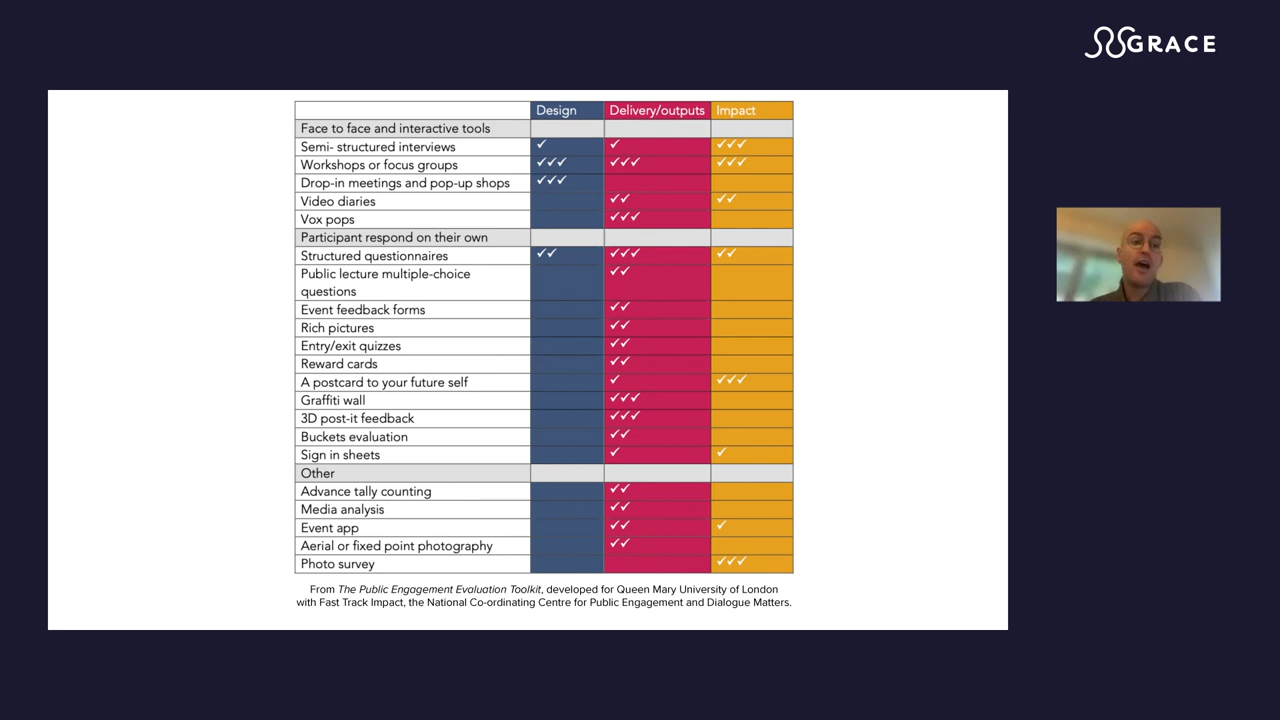 GRACE
Design Delivery/outputs Impact
Face to face and interactive tools
Semi- structured interviews ✓ ✓ ✓✓✓
Workshops or focus groups ✓✓✓ ✓✓✓ ✓✓✓
Drop-in meetings and pop-up shops ✓✓✓
Video diaries ✓✓ ✓✓
Vox pops ✓✓✓
Participant respond on their own
Structured questionnaires ✓✓ ✓✓✓ ✓✓
Public lecture multiple-choice ✓✓
questions
Event feedback forms ✓✓
Rich pictures ✓✓
Entry/exit quizzes ✓✓
Reward cards ✓✓
A postcard to your future self ✓ ✓✓✓
Graffiti wall ✓✓✓
3D post-it feedback ✓✓✓
Buckets evaluation ✓✓
Sign in sheets ✓ ✓
Other
Advance tally counting ✓✓
Media analysis ✓✓
Event app ✓✓ ✓
Aerial or fixed point photography ✓✓
Photo survey ✓✓✓
From The Public Engagement Evaluation Toolkit, developed for Queen Mary University of London
with Fast Track Impact, the National Co-ordinating Centre for Public Engagement and Dialogue Matters.